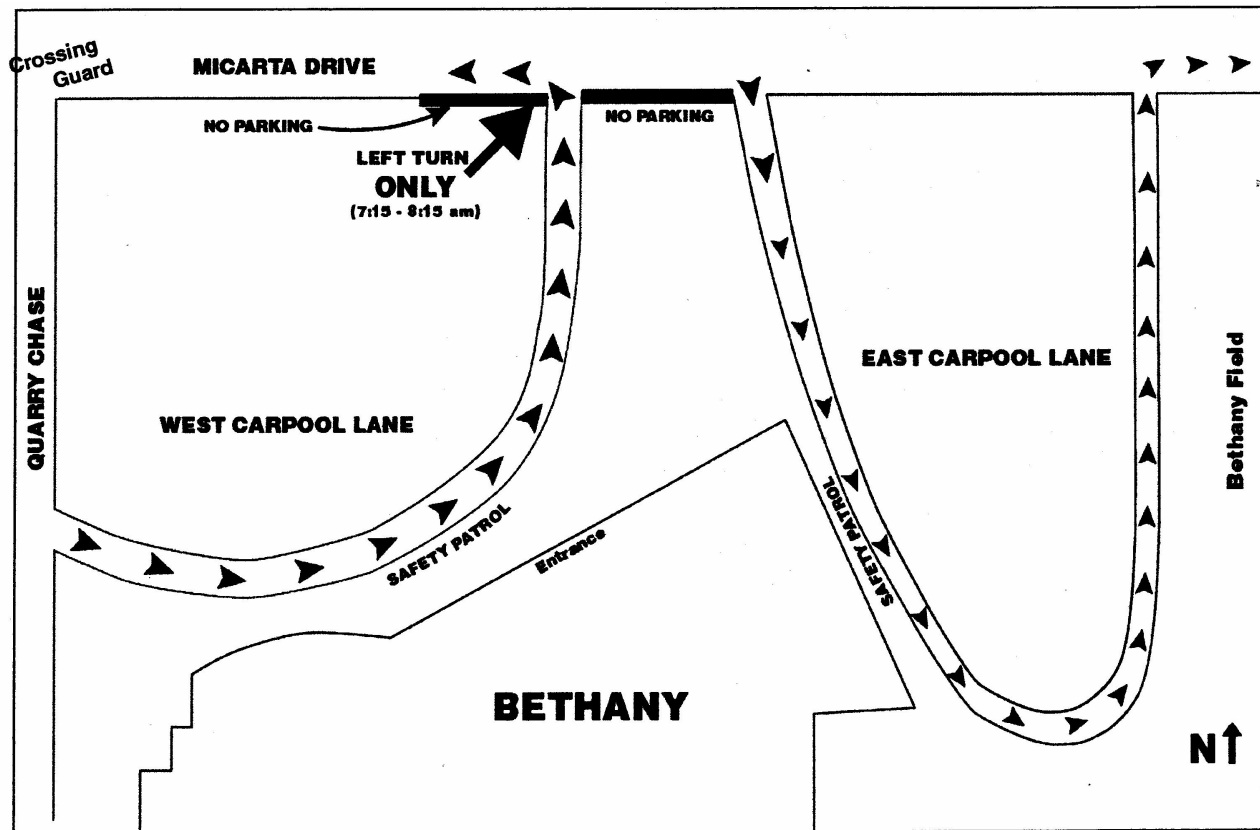 Crossing
Guard
MICARTA DRIVE
NO PARKING
NO PARKING
LEFT TURN
ONLY
(7:15 - 8:15 am)
QUARRY CHASE
WEST CARPOOL LANE
EAST CARPOOL LANE
Bethany Field
SAFETY PATROL
Entrance
SAFETY PATROL
BETHANY
N